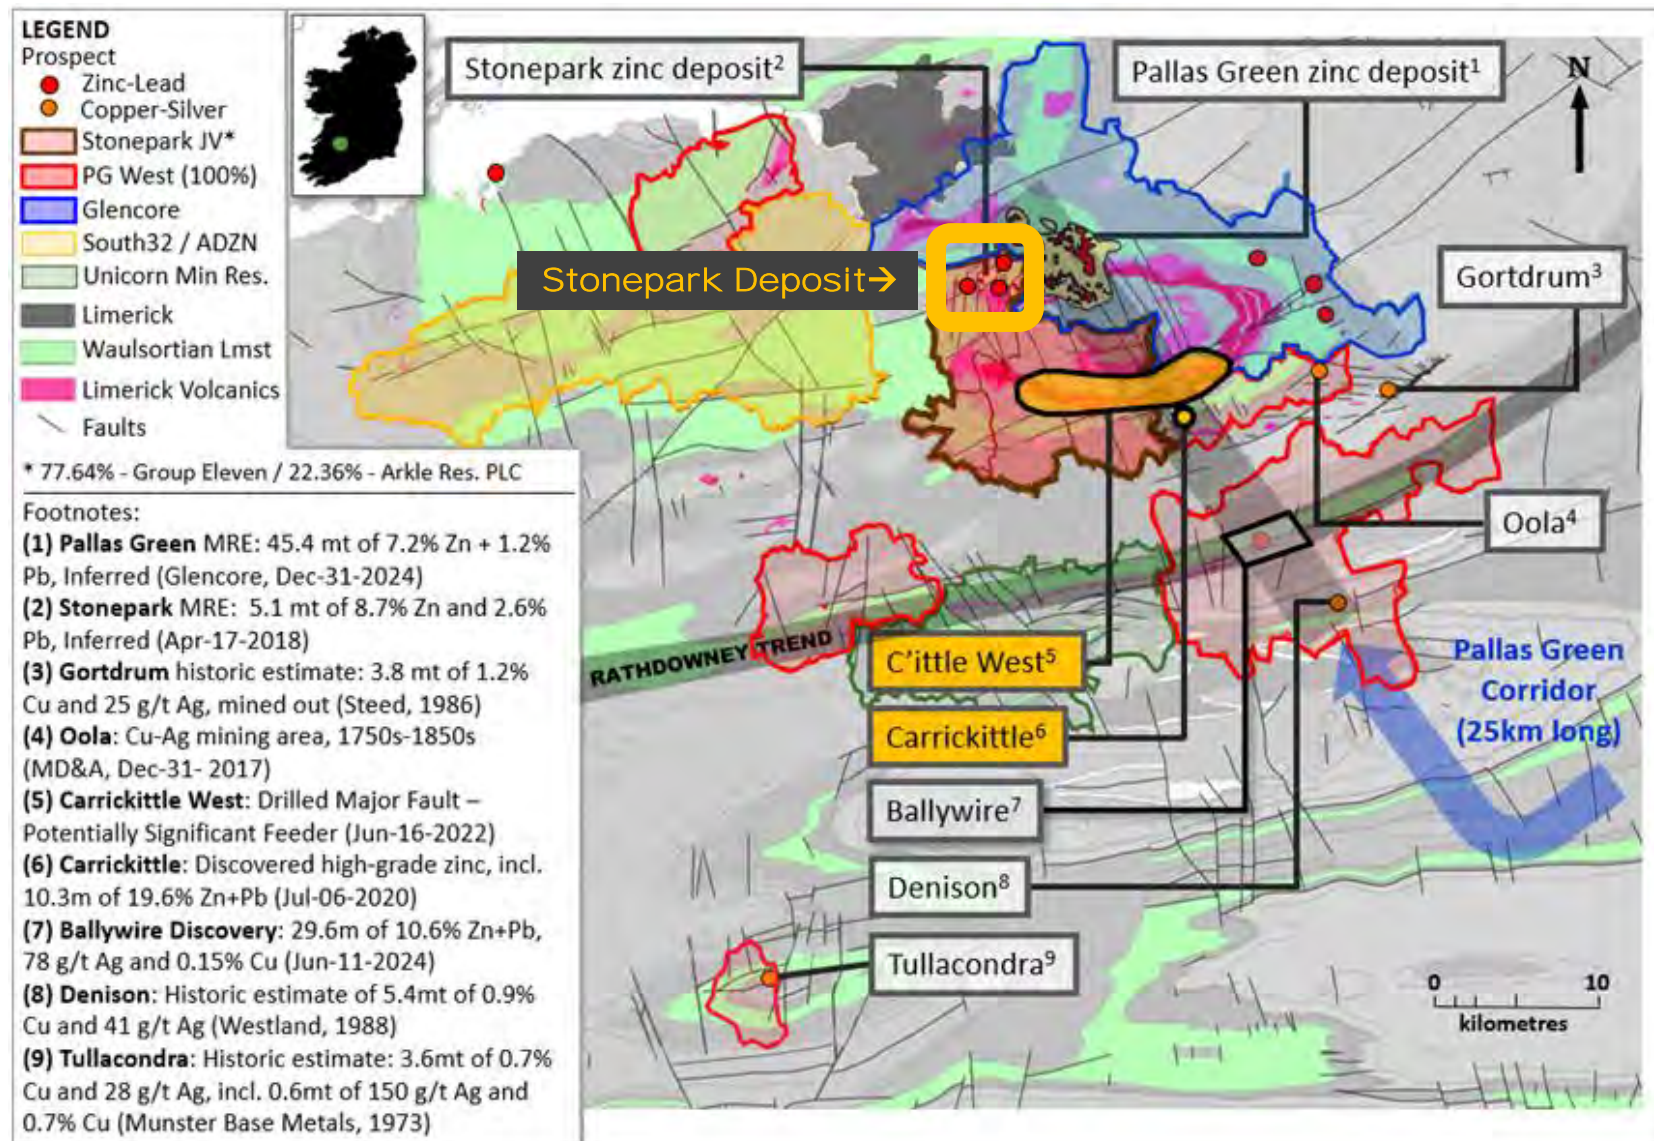 LEGEND
Prospect
Zinc-Lead
Copper-Silver
Stonepark JV*
PG West (100%)
Glencore
South32 / ADZN
Unicorn Min Res.
Limerick
Waulsortian Lmst
Limerick Volcanics
Faults
* 77.64% - Group Eleven / 22.36% - Arkle Res. PLC
Footnotes:
(1) Pallas Green MRE: 45.4 mt of 7.2% Zn + 1.2%
Pb, Inferred (Glencore, Dec-31-2024)
(2) Stonepark MRE: 5.1 mt of 8.7% Zn and 2.6%
Pb, Inferred (Apr-17-2018)
(3) Gortdrum historic estimate: 3.8 mt of 1.2%
Cu and 25 g/t Ag, mined out (Steed, 1986)
(4) Oola: Cu-Ag mining area, 1750s-1850s
(MD&A, Dec-31- 2017)
(5) Carrickittle West: Drilled Major Fault –
Potentially Significant Feeder (Jun-16-2022)
(6) Carrickittle: Discovered high-grade zinc, incl.
10.3m of 19.6% Zn+Pb (Jul-06-2020)
(7) Ballywire Discovery: 29.6m of 10.6% Zn+Pb,
78 g/t Ag and 0.15% Cu (Jun-11-2024)
(8) Denison: Historic estimate of 5.4mt of 0.9%
Cu and 41 g/t Ag (Westland, 1988)
(9) Tullacondra: Historic estimate: 3.6mt of 0.7%
Cu and 28 g/t Ag, incl. 0.6mt of 150 g/t Ag and
0.7% Cu (Munster Base Metals, 1973)
Stonepark zinc deposit²
Pallas Green zinc deposit¹
N
Stonepark Deposit→
Gortdrum³
Oola⁴
RATHDOWNEY TREND
C'ittle West⁵
Carrickittle⁶
Ballywire⁷
Denison⁸
Tullacondra⁹
Pallas Green
Corridor
(25km long)
0 10
kilometres